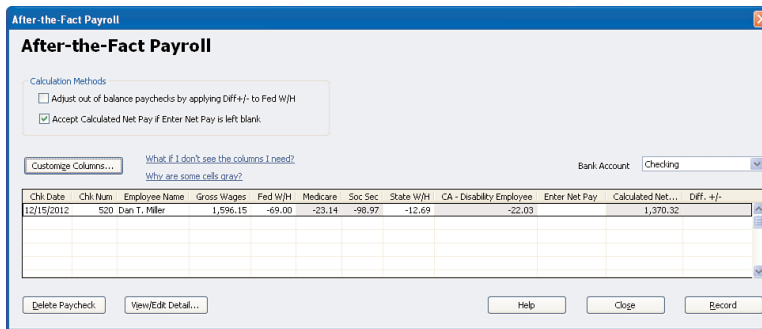 After-the-Fact Payroll
After-the-Fact Payroll
Calculation Methods
Adjust out of balance paychecks by applying Diff+/- to Fed W/H
Accept Calculated Net Pay if Enter Net Pay is left blank
Customize Columns...
What if I don't see the columns I need?
Why are some cells gray?
Bank Account Checking
Chk Date Chk Num Employee Name Gross Wages Fed W/H Medicare Soc Sec State W/H CA - Disability Employee Enter Net Pay Calculated Net... Diff. +/-
12/15/2012 520 Dan T. Miller 1,596.15 -69.00 -23.14 -98.97 -12.69 -22.03 1,370.32
Delete Paycheck View/Edit Detail... Help Close Record